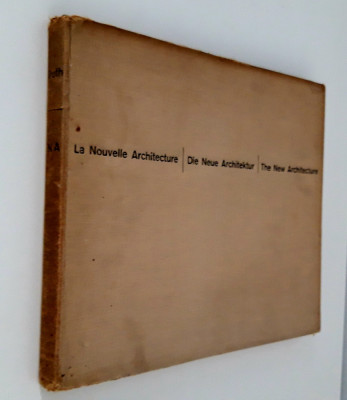 La Nouvelle Architecture | Die Neue Architektur | The New Architecture